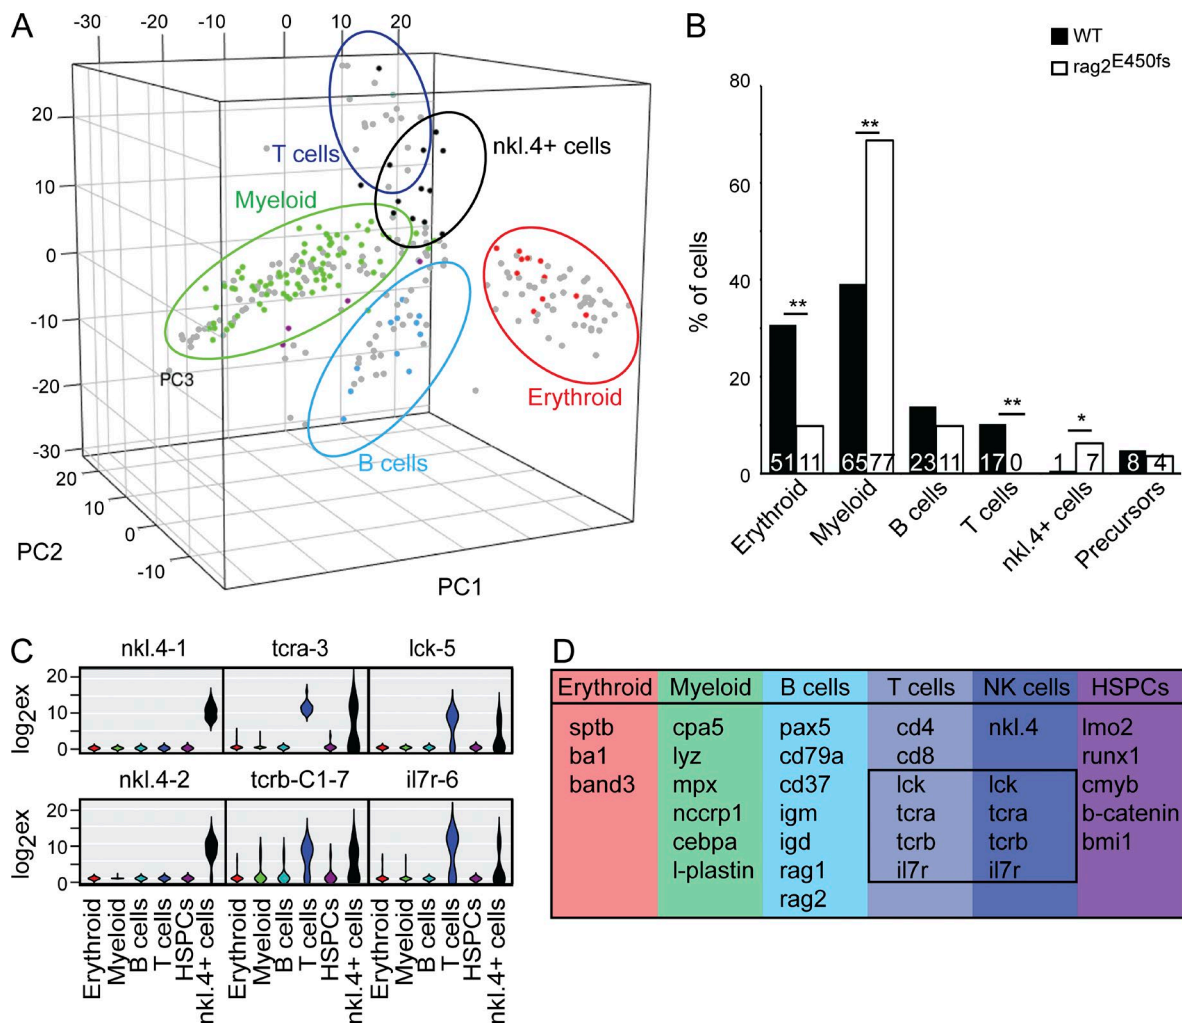 A
-30 -20 -10 0 10 20
20
10
0
-10
-20
-30
20
10
0
-10
T cells
nkl.4+ cells
Myeloid
PC3
Erythroid
B cells
PC2
PC1
B
WT
rag2E450fs
% of cells
80
60
40
20
0
** ** ** *
51 11 65 77 23 11 17 0 1 7 8 4
Erythroid
Myeloid
B cells
T cells
nkl.4+ cells
Precursors
C
nkl.4-1 tcra-3 lck-5
log2ex
20
10
0
nkl.4-2 tcrb-C1-7 il7r-6
log2ex
20
10
0
Erythroid
Myeloid
B cells
T cells
HSPCs
nkl.4+ cells
Erythroid
Myeloid
B cells
T cells
HSPCs
nkl.4+ cells
Erythroid
Myeloid
B cells
T cells
HSPCs
nkl.4+ cells
D
Erythroid Myeloid B cells T cells NK cells HSPCs
sptb cpa5 pax5 cd4 nkl.4 lmo2
ba1 lyz cd79a cd8 runx1
band3 mpx cd37 lck lck cmyb
nccrp1 igm tcra tcra b-catenin
cebpa igd tcrb tcrb bmi1
l-plastin rag1 il7r il7r
rag2